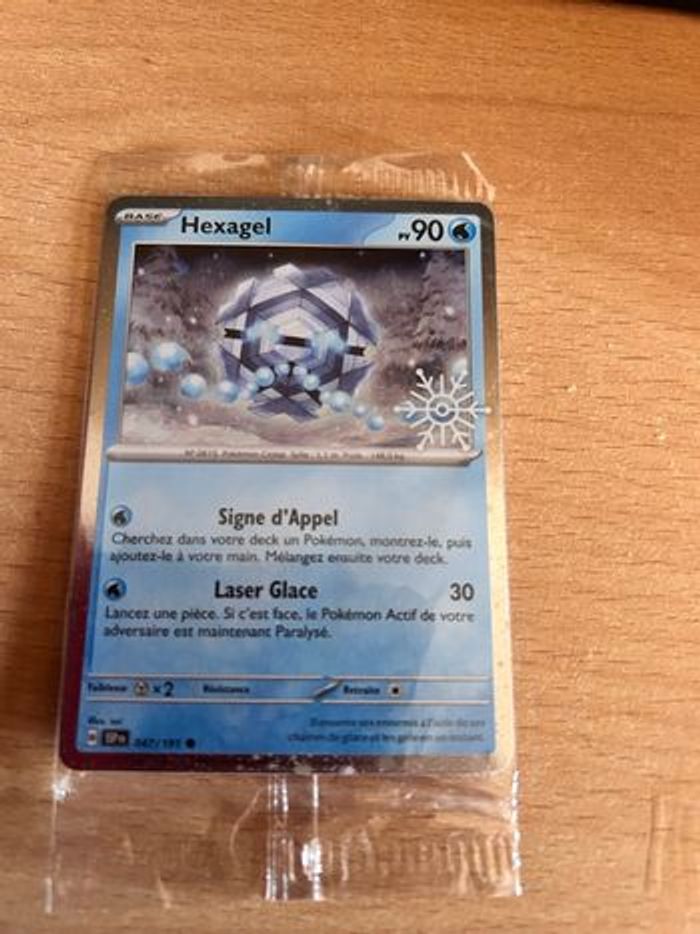 BASE Hexagel PV 90
Signe d'Appel
Cherchez dans votre deck un Pokémon, montrez-le, puis
ajoutez-le à votre main. Mélangez ensuite votre deck.
Laser Glace 30
Lancez une pièce. Si c'est face, le Pokémon Actif de votre
adversaire est maintenant Paralysé.
Faiblesse ×2 Résistance Retraite